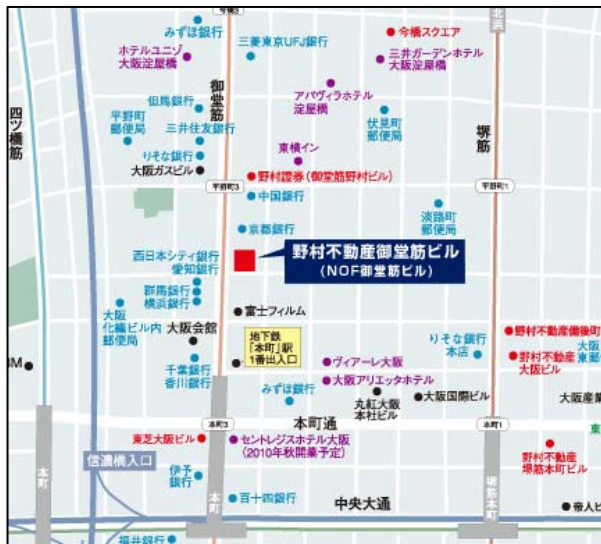 今橋3
北浜
みずほ銀行
今橋スクエア
ホテルユニゾ
大阪淀屋橋
三菱東京UFJ銀行
三井ガーデンホテル
大阪淀屋橋
御堂筋
アパヴィラホテル
淀屋橋
但馬銀行
平野町
郵便局
三井住友銀行
伏見町
郵便局
四ツ橋筋
堺筋
りそな銀行
東横イン
大阪ガスビル
野村證券(御堂筋野村ビル)
平野町3
平野町1
中国銀行
淡路町
郵便局
京都銀行
野村不動産御堂筋ビル
(NOF御堂筋ビル)
西日本シティ銀行
愛知銀行
群馬銀行
横浜銀行
大阪
化繊ビル内
郵便局
富士フィルム
大阪会館
地下鉄
「本町」駅
1番出入口
野村不動産備後町
りそな銀行
本店
大阪
東郵
野村不動産
大阪ビル
千葉銀行
香川銀行
ヴィアーレ大阪
大阪アリエッタホテル
みずほ銀行
丸紅大阪
本社ビル
大阪国際ビル
大阪産業
本町3
本町通
本町1
東芝大阪ビル
セントレジスホテル大阪
(2010年秋開業予定)
野村不動産
堺筋本町ビル
信濃橋入口
本町
伊予
銀行
本町
堺筋本町
百十四銀行
中央大通
帝人ビ
福井銀行